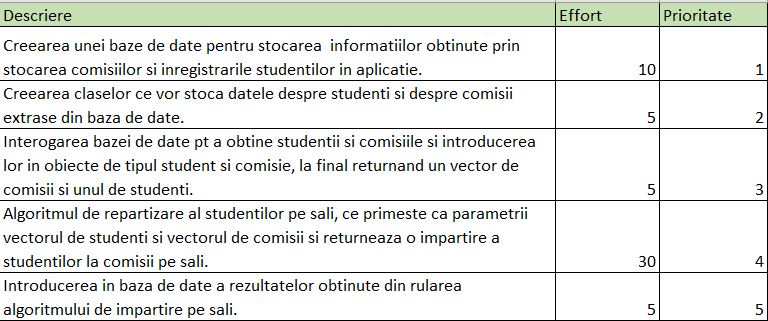 Descriere Effort Prioritate
Creearea unei baze de date pentru stocarea informatiilor obtinute prin
stocarea comisiilor si inregistrarile studentilor in aplicatie. 10 1
Creearea claselor ce vor stoca datele despre studenti si despre comisii
extrase din baza de date. 5 2
Interogarea bazei de date pt a obtine studentii si comisiile si introducerea
lor in obiecte de tipul student si comisie, la final returnand un vector de
comisii si unul de studenti. 5 3
Algoritmul de repartizare al studentilor pe sali, ce primeste ca parametrii
vectorul de studenti si vectorul de comisii si returneaza o impartire a
studentilor la comisii pe sali. 30 4
Introducerea in baza de date a rezultatelor obtinute din rularea
algoritmului de impartire pe sali. 5 5